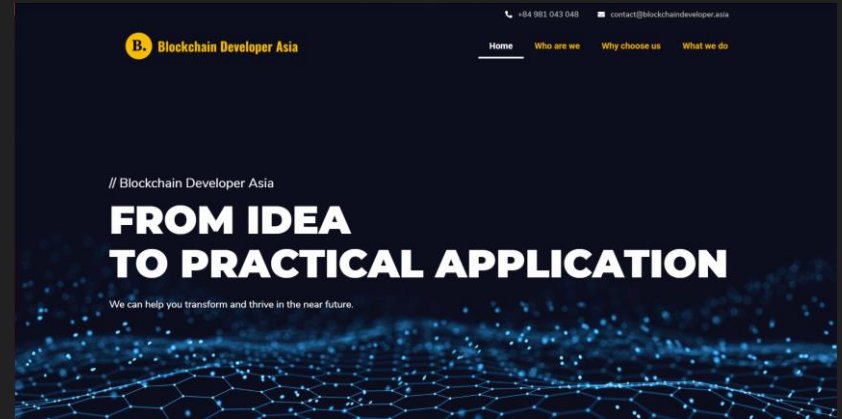 +84 981 043 048 contact@blockchaindeveloper.asia
B. Blockchain Developer Asia
Home Who are we Why choose us What we do
// Blockchain Developer Asia
FROM IDEA
TO PRACTICAL APPLICATION
We can help you transform and thrive in the near future.